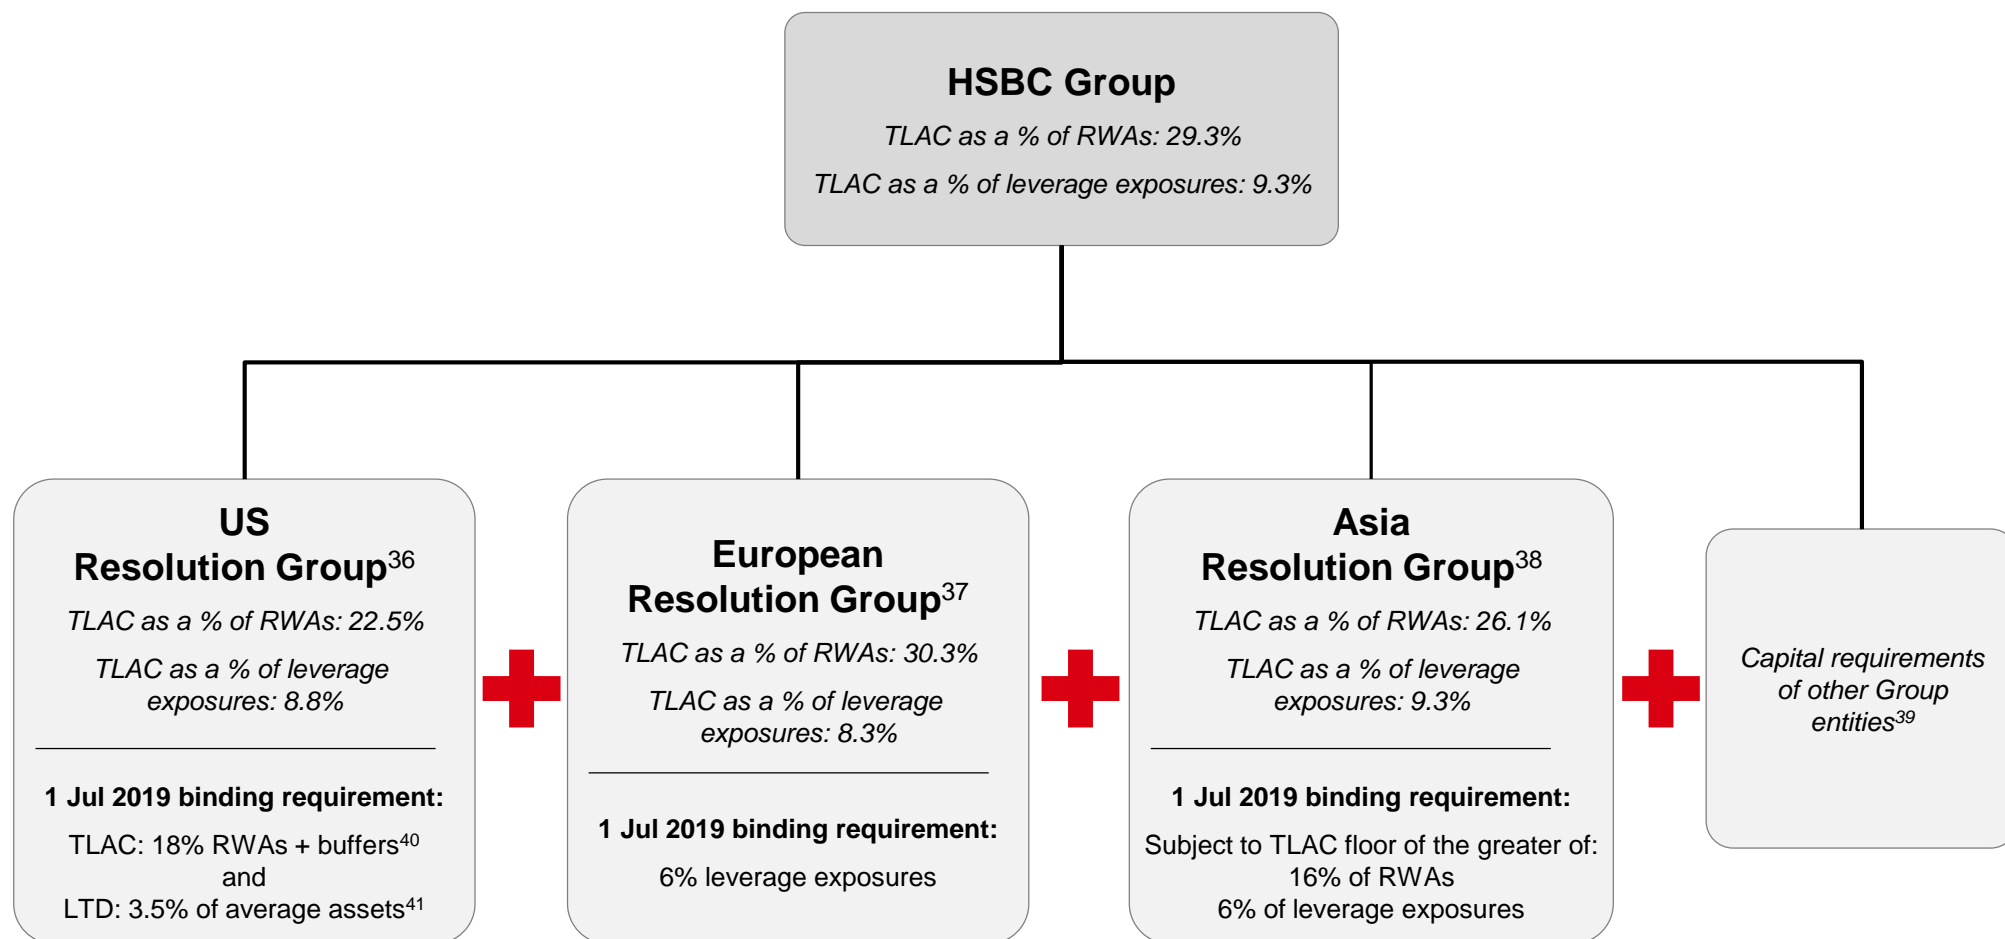 HSBC Group
TLAC as a % of RWAs: 29.3%
TLAC as a % of leverage exposures: 9.3%
US
Resolution Group36
TLAC as a % of RWAs: 22.5%
TLAC as a % of leverage
exposures: 8.8%
1 Jul 2019 binding requirement:
TLAC: 18% RWAs + buffers40
and
LTD: 3.5% of average assets41
European
Resolution Group37
TLAC as a % of RWAs: 30.3%
TLAC as a % of leverage
exposures: 8.3%
1 Jul 2019 binding requirement:
6% leverage exposures
Asia
Resolution Group38
TLAC as a % of RWAs: 26.1%
TLAC as a % of leverage
exposures: 9.3%
1 Jul 2019 binding requirement:
Subject to TLAC floor of the greater of:
16% of RWAs
6% of leverage exposures
Capital requirements
of other Group
entities39